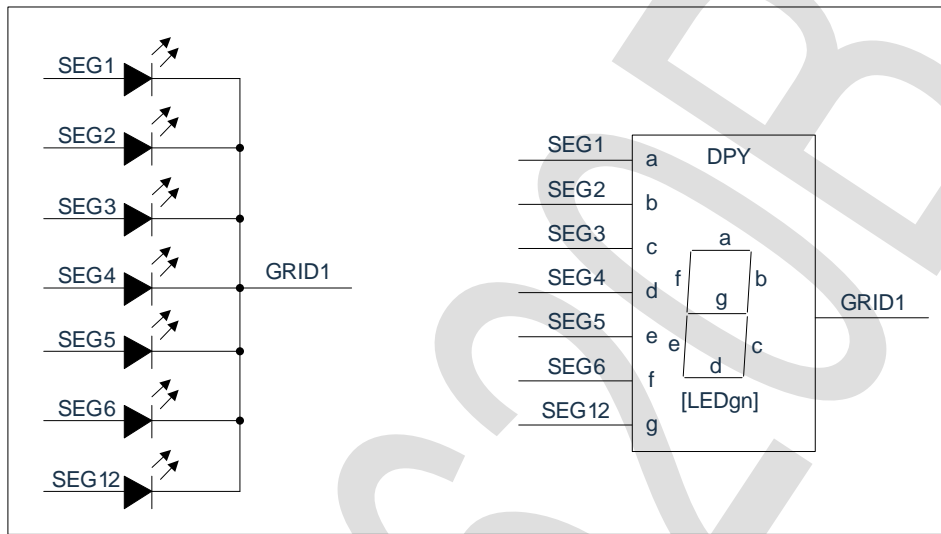 SEG1
SEG2
SEG3
SEG4
GRID1
SEG5
SEG6
SEG12
SEG1 a DPY
SEG2 b
SEG3 c
a
SEG4 d f b
g
GRID1
SEG5 e e c
d
SEG6 f
[LEDgn]
SEG12 g